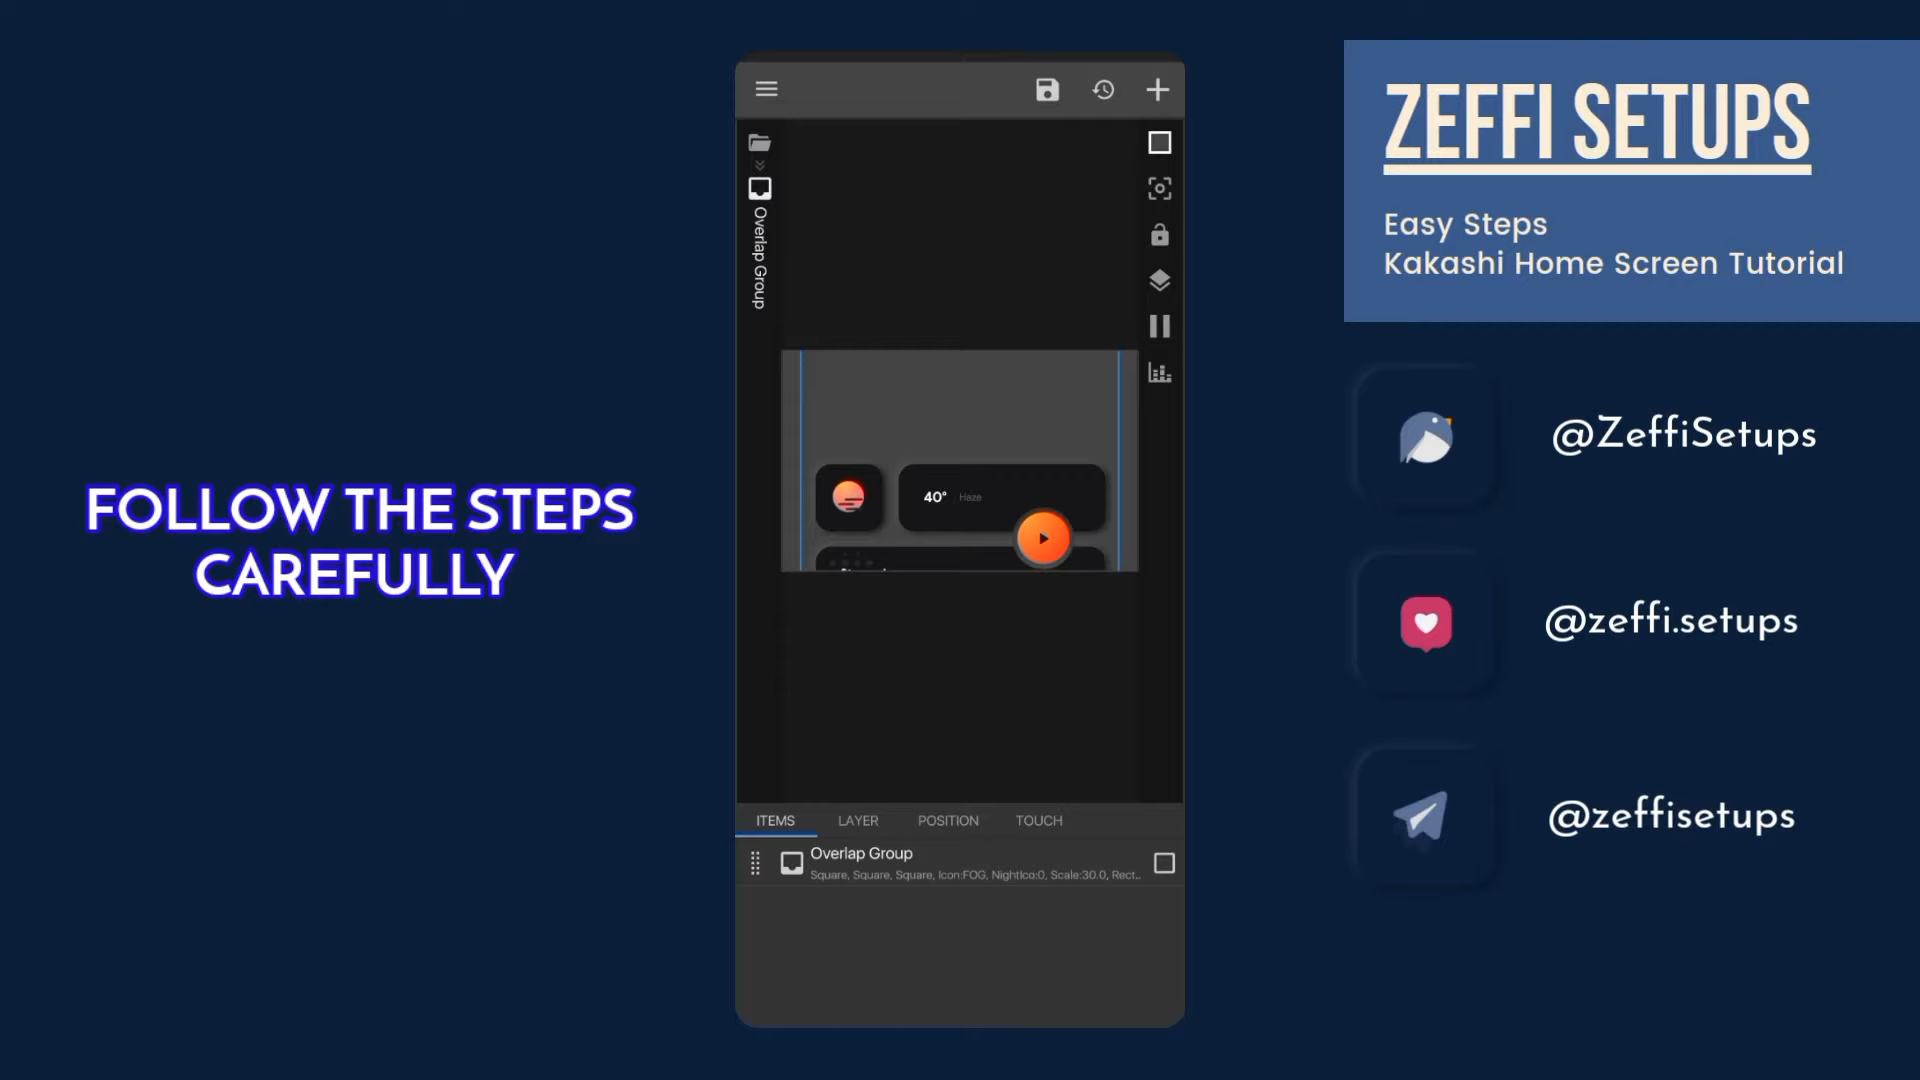 FOLLOW THE STEPS
CAREFULLY
Overlap Group
40° Haze
ITEMS LAYER POSITION TOUCH
Overlap Group
Square, Square, Square, Icon:FOG, NightIco:0, Scale:30.0, Rect..
ZEFFI SETUPS
Easy Steps
Kakashi Home Screen Tutorial
@ZeffiSetups
@zeffi.setups
@zeffisetups